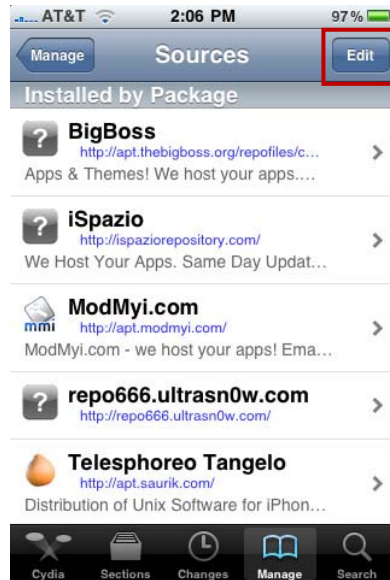 AT&T 2:06 PM 97%
Manage Sources Edit
Installed by Package
BigBoss
http://apt.thebigboss.org/repofiles/c...
Apps & Themes! We host your apps....
iSpazio
http://ispaziorepository.com/
We Host Your Apps. Same Day Updat...
ModMyi.com
mmi
http://apt.modmyi.com/
ModMyi.com - we host your apps! Ema...
repo666.ultrasn0w.com
http://repo666.ultrasn0w.com/
Telesphoreo Tangelo
http://apt.saurik.com/
Distribution of Unix Software for iPhon...
Cydia Sections Changes Manage Search